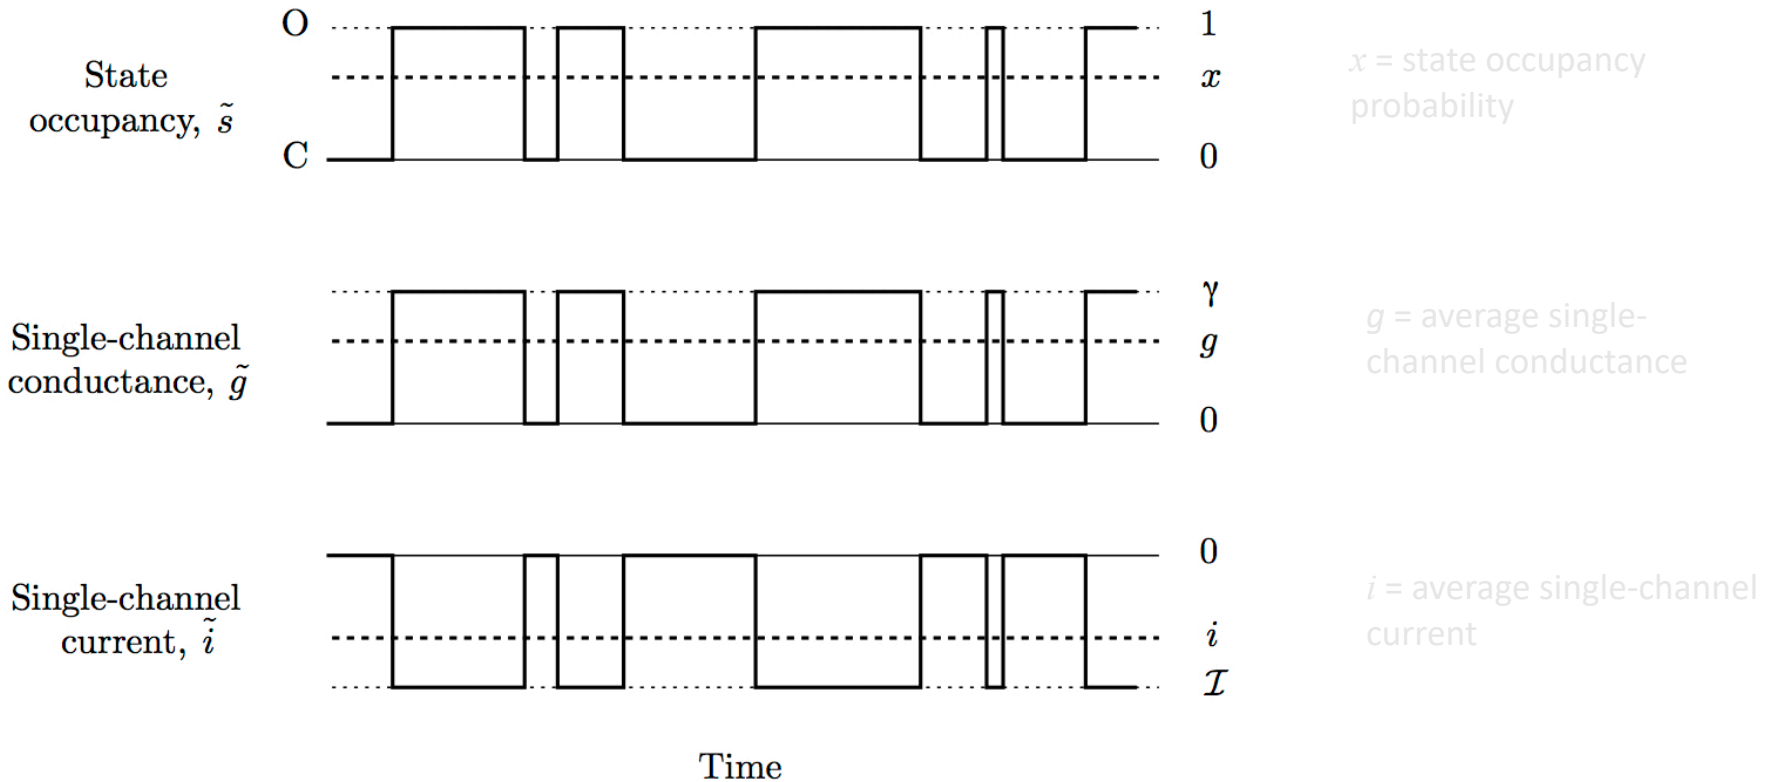 O
1
State
occupancy, s̃
x
x = state occupancy
probability
C
0
γ
Single-channel
conductance, g̃
g
g = average single-
channel conductance
0
0
Single-channel
current, ĩ
i
i = average single-channel
current
ℐ
Time